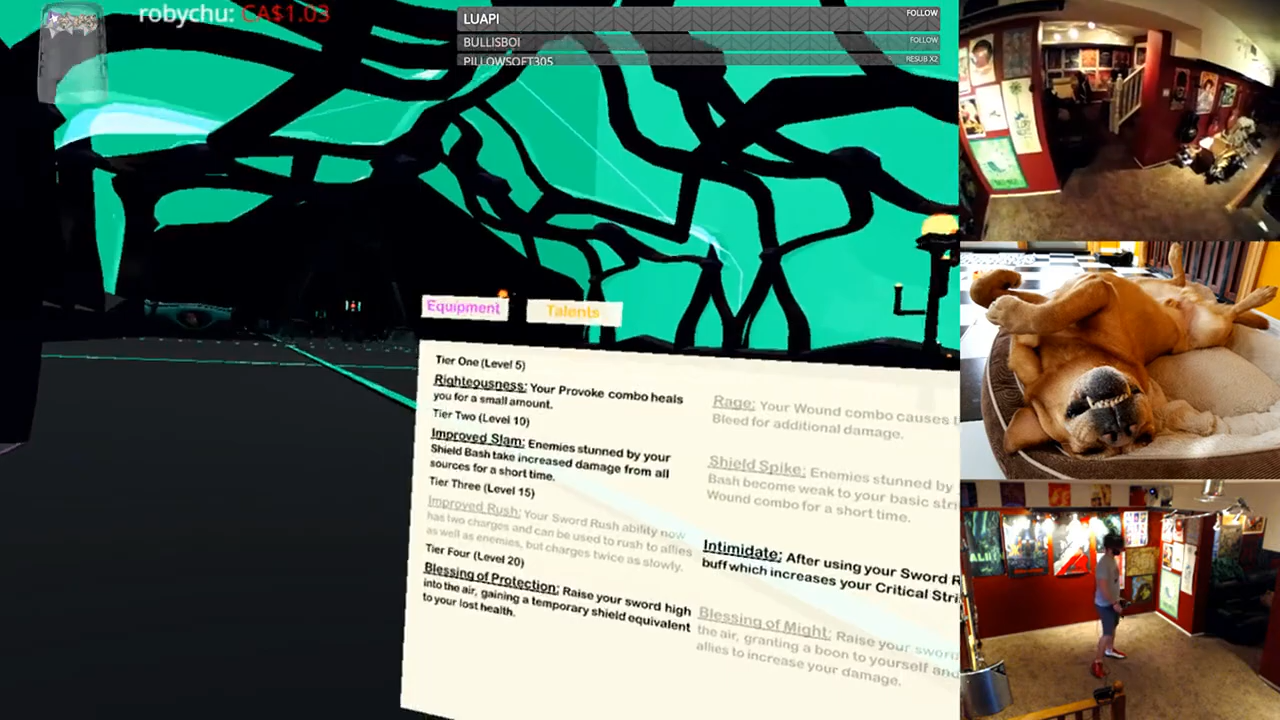 robychu: CA$1.03
LUAPI
FOLLOW
BULLISBOI
FOLLOW
PILLOWSOFT305
RESUB X2
Equipment
Talents
Tier One (Level 5)
Righteousness: Your Provoke combo heals
you for a small amount.
Rage: Your Wound combo causes
Bleed for additional damage.
Tier Two (Level 10)
Improved Slam: Enemies stunned by your
Shield Bash take increased damage from all
sources for a short time.
Shield Spike: Enemies stunned by
Bash become weak to your basic stri
Wound combo for a short time.
Tier Three (Level 15)
Improved Rush: Your Sword Rush ability now
has two charges and can be used to rush to allies
as well as enemies, but charges twice as slowly.
Intimidate: After using your Sword R
buff which increases your Critical Stri
Tier Four (Level 20)
Blessing of Protection: Raise your sword high
into the air, gaining a temporary shield equivalent
to your lost health.
Blessing of Might: Raise your sword
the air, granting a boon to yourself and
allies to increase your damage.